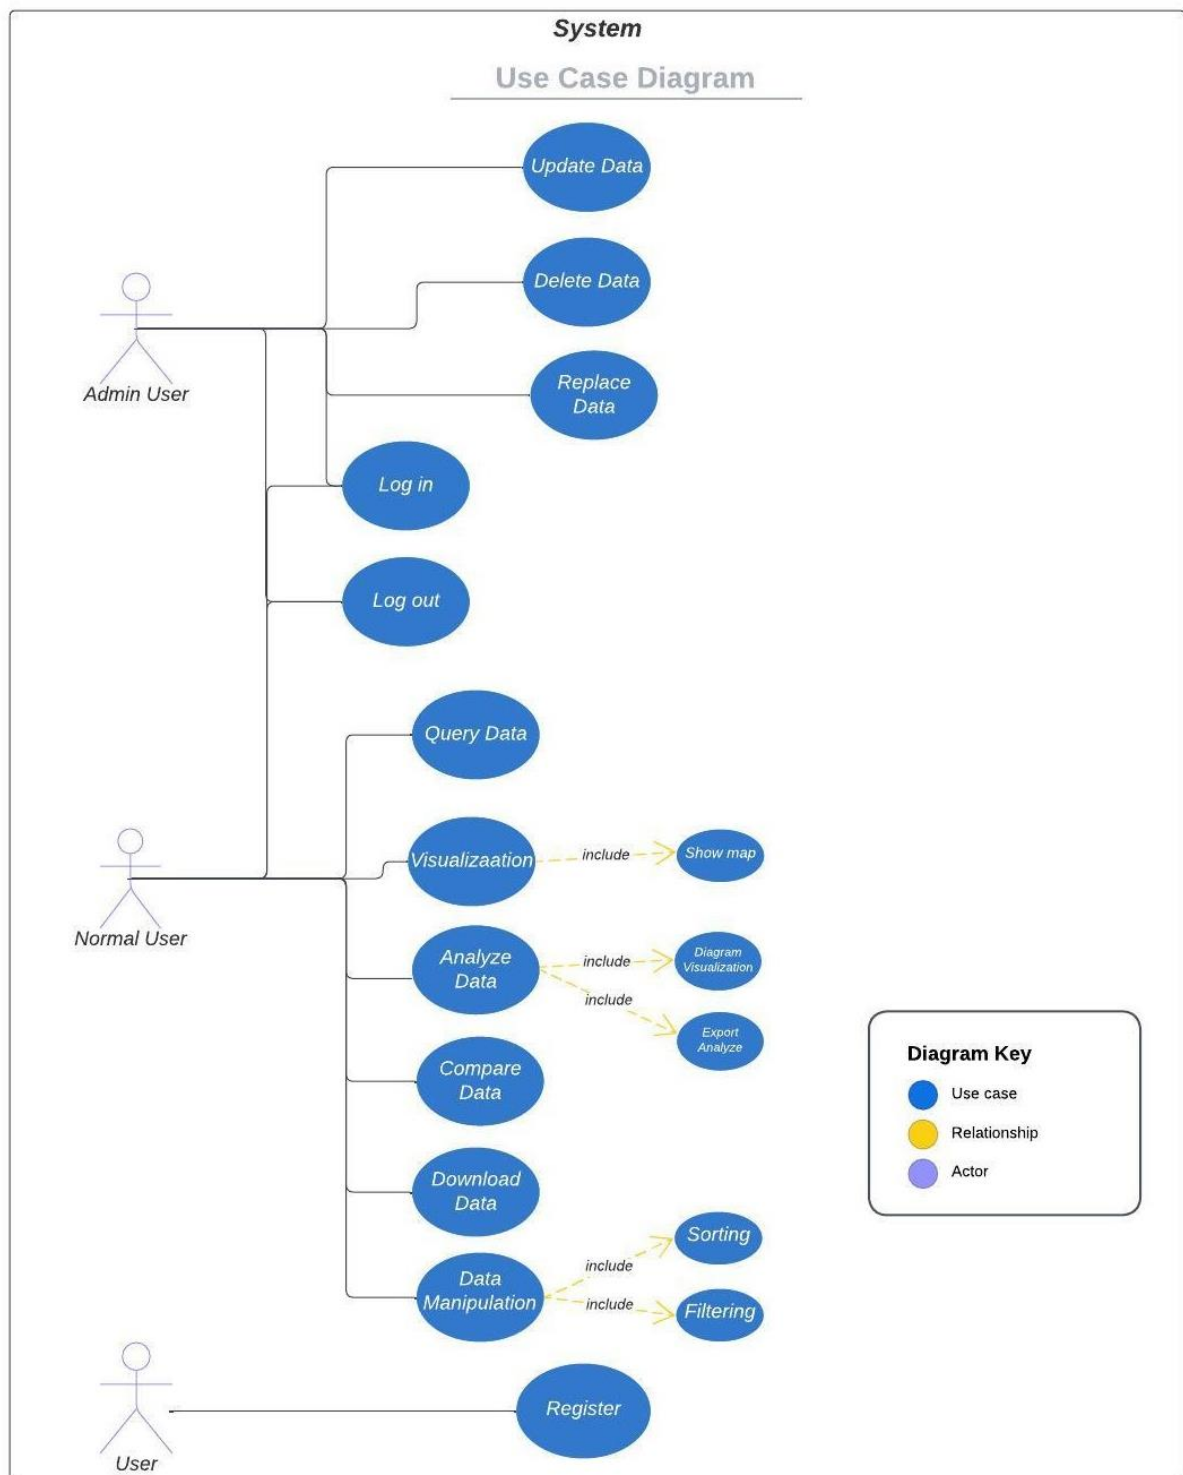 System
Use Case Diagram
Update Data
Delete Data
Replace
Data
Admin User
Log in
Log out
Query Data
Visualizaation
include
Show map
Normal User
Analyze
Data
include
Diagram
Visualization
include
Export
Analyze
Compare
Data
Download
Data
Data
Manipulation
include
Sorting
include
Filtering
User
Register
Diagram Key
Use case
Relationship
Actor